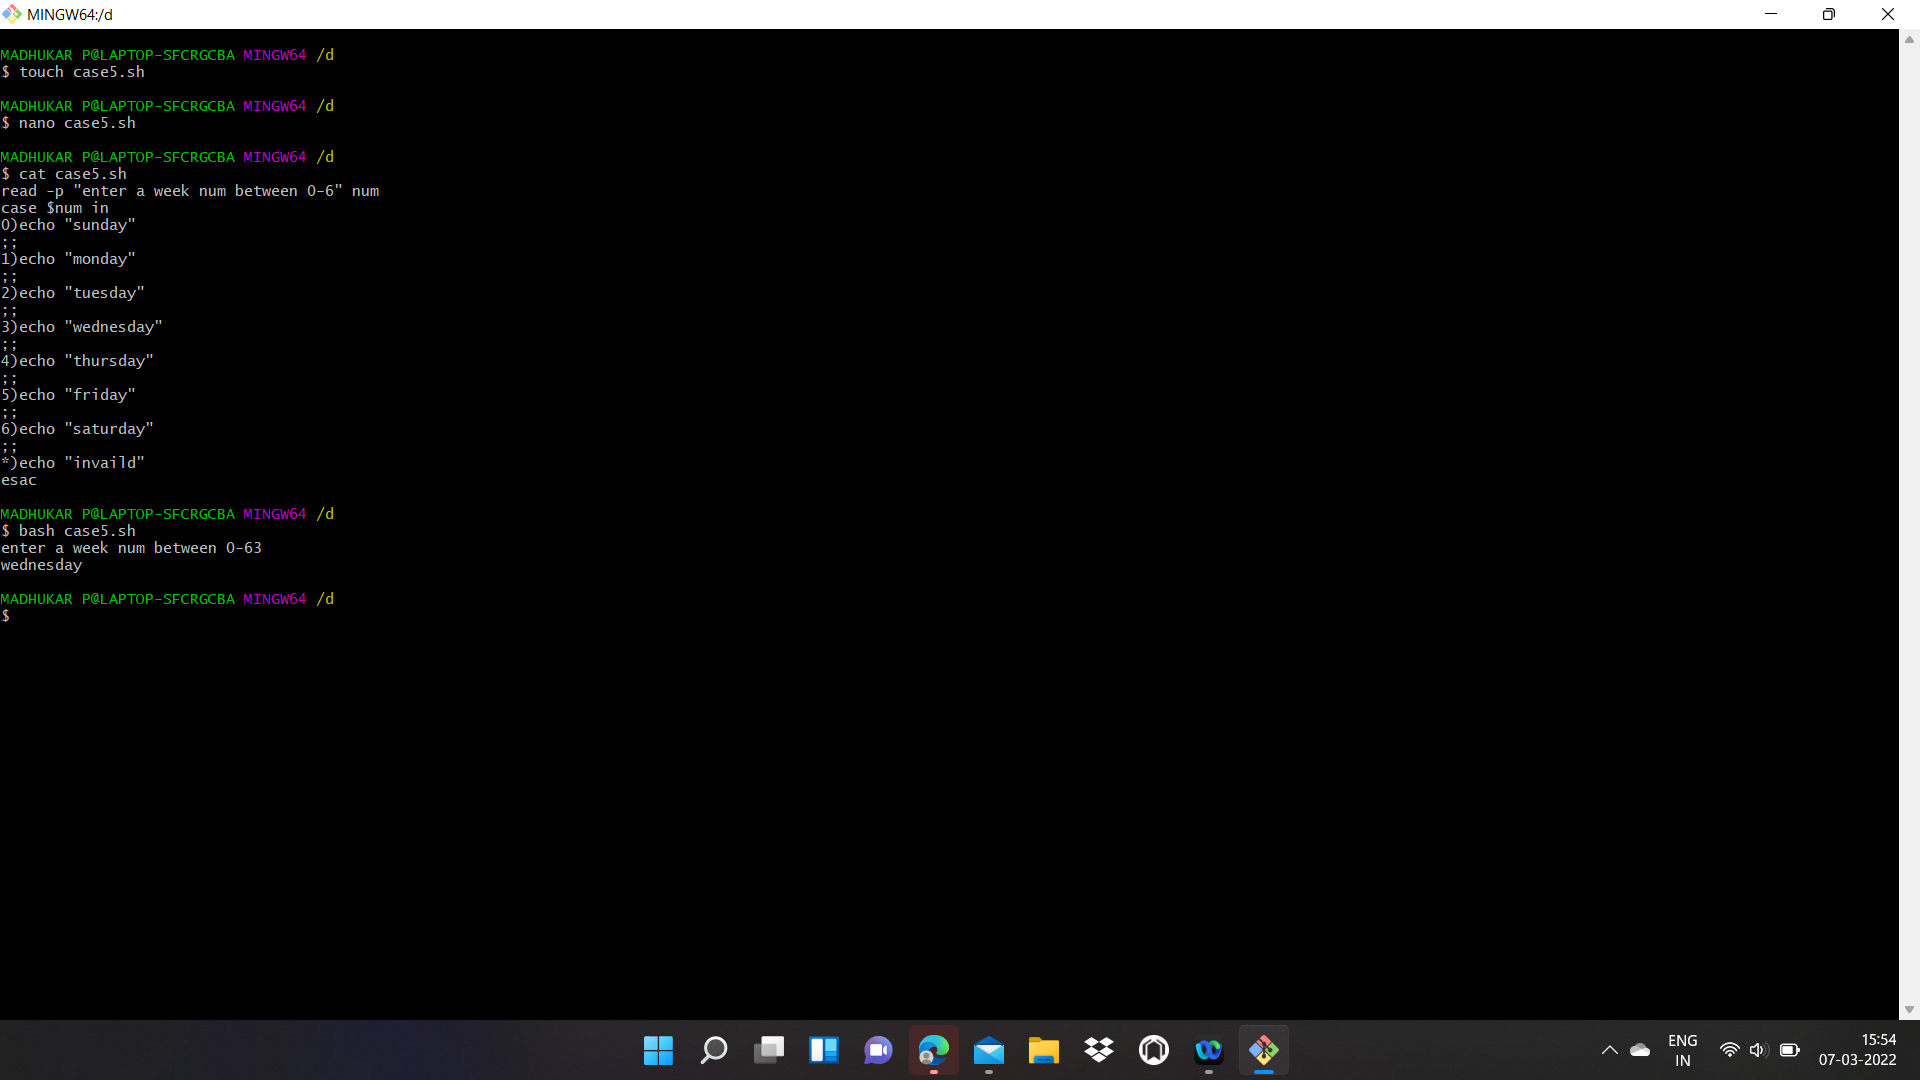 MINGW64:/d
MADHUKAR P@LAPTOP-SFCRGCBA MINGW64 /d
$ touch case5.sh
MADHUKAR P@LAPTOP-SFCRGCBA MINGW64 /d
$ nano case5.sh
MADHUKAR P@LAPTOP-SFCRGCBA MINGW64 /d
$ cat case5.sh
read -p "enter a week num between 0-6" num
case $num in
0)echo "sunday"
;;
1)echo "monday"
;;
2)echo "tuesday"
;;
3)echo "wednesday"
;;
4)echo "thursday"
;;
5)echo "friday"
;;
6)echo "saturday"
;;
*)echo "invaild"
esac
MADHUKAR P@LAPTOP-SFCRGCBA MINGW64 /d
$ bash case5.sh
enter a week num between 0-63
wednesday
MADHUKAR P@LAPTOP-SFCRGCBA MINGW64 /d
$
ENG
IN
15:54
07-03-2022